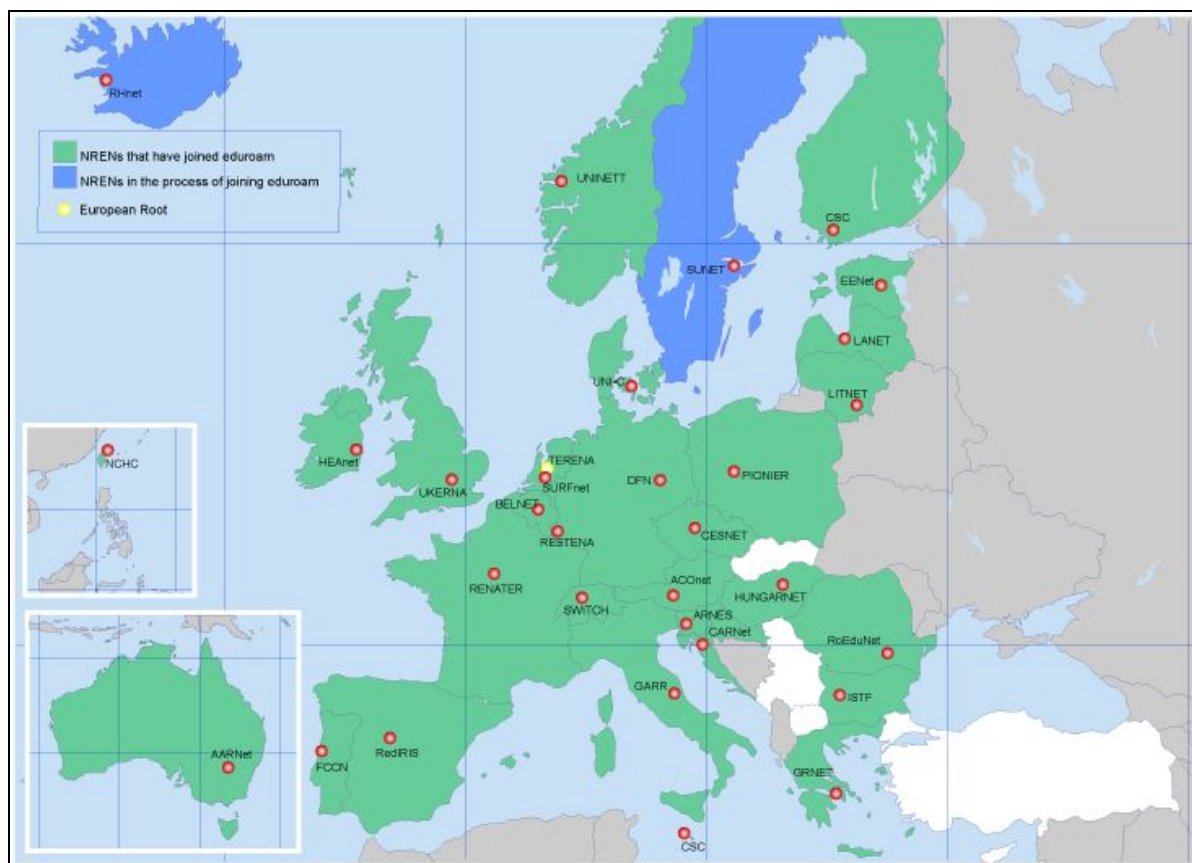 RHnet
NRENs that have joined eduroam
NRENs in the process of joining eduroam
European Root
UNINETT
CSC
SUNET
EENet
LANET
UNI•C
LITNET
HEAnet
UKERNA
TERENA
SURFnet
BELNET
DFN
PIONIER
RESTENA
CESNET
RENATER
SWITCH
ACOnet
HUNGARNET
ARNES
CARNet
RoEduNet
GARR
ISTF
FCCN
RedIRIS
GRNET
CSC
NCHC
AARNet